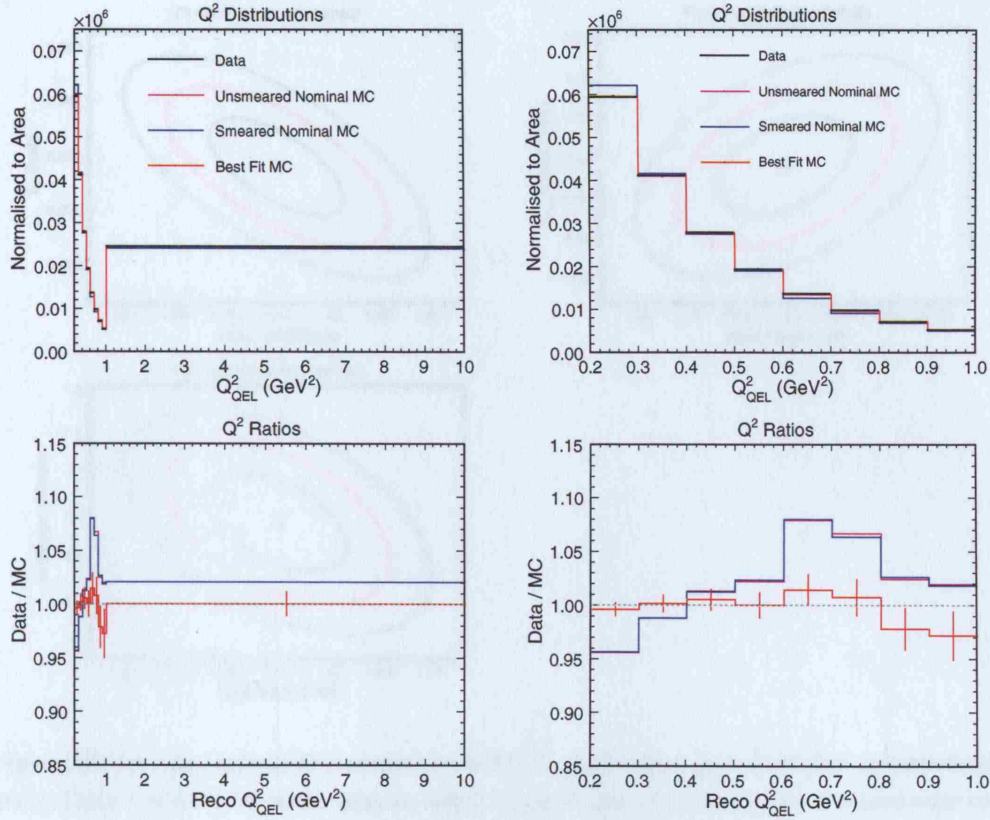 Q² Distributions
×10⁶
Normalised to Area
0.07
0.06
0.05
0.04
0.03
0.02
0.01
0.00
Data
Unsmeared Nominal MC
Smeared Nominal MC
Best Fit MC
1 2 3 4 5 6 7 8 9 10
Q²QEL (GeV²)
Q² Distributions
×10⁶
Normalised to Area
0.07
0.06
0.05
0.04
0.03
0.02
0.01
0.00
Data
Unsmeared Nominal MC
Smeared Nominal MC
Best Fit MC
0.2 0.3 0.4 0.5 0.6 0.7 0.8 0.9 1.0
Q²QEL (GeV²)
Q² Ratios
Data / MC
1.15
1.10
1.05
1.00
0.95
0.90
0.85
1 2 3 4 5 6 7 8 9 10
Reco Q²QEL (GeV²)
Q² Ratios
Data / MC
1.15
1.10
1.05
1.00
0.95
0.90
0.85
0.2 0.3 0.4 0.5 0.6 0.7 0.8 0.9 1.0
Reco Q²QEL (GeV²)